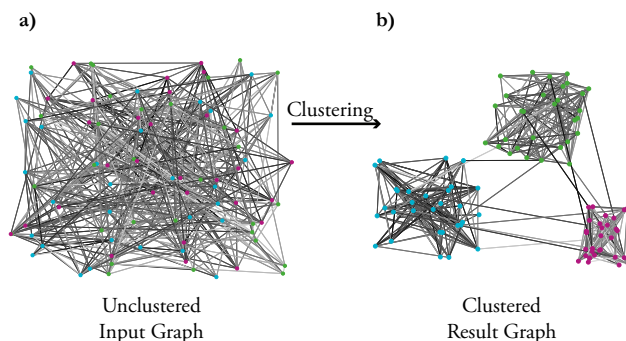 a)
b)
Clustering
Unclustered
Input Graph
Clustered
Result Graph